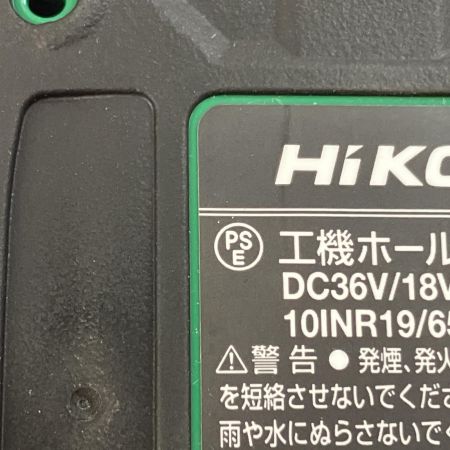 HiKO
PS E 工機ホール
DC36V/18V
10INR19/65
⚠警告 ● 発煙、発火
を短絡させないでくださ
雨や水にぬらさないでく